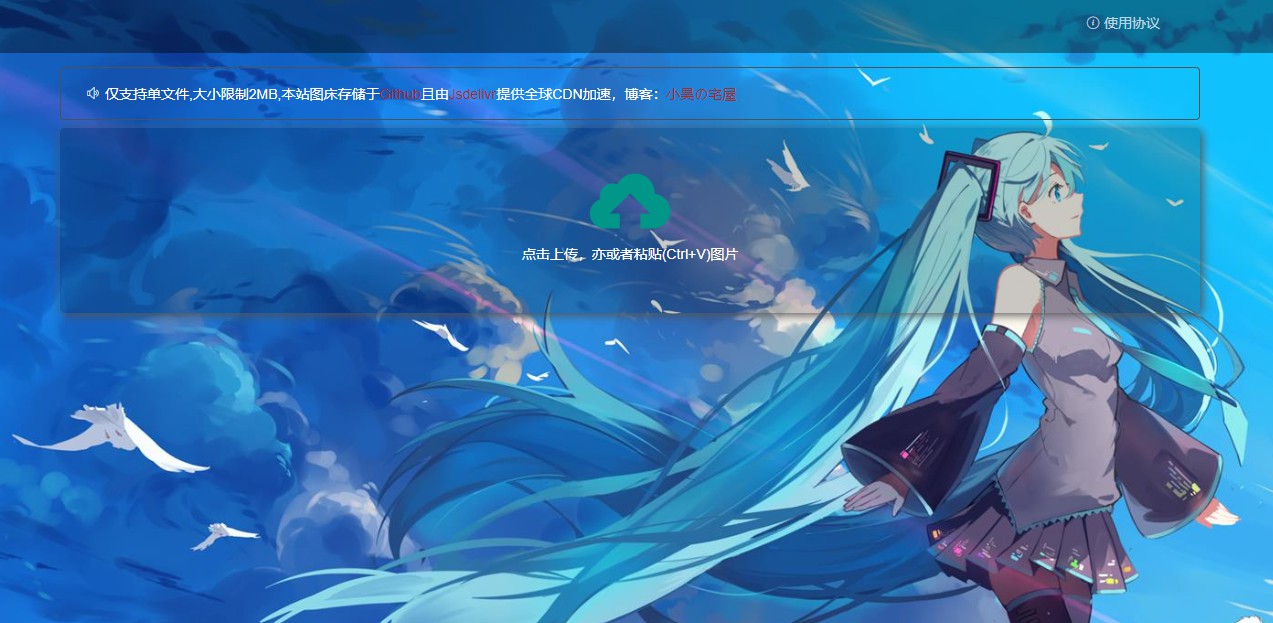 使用协议
仅支持单文件,大小限制2MB,本站图床存储于Github且由Jsdelivr提供全球CDN加速，博客：小昊の宅屋
点击上传，亦或者粘贴(Ctrl+V)图片